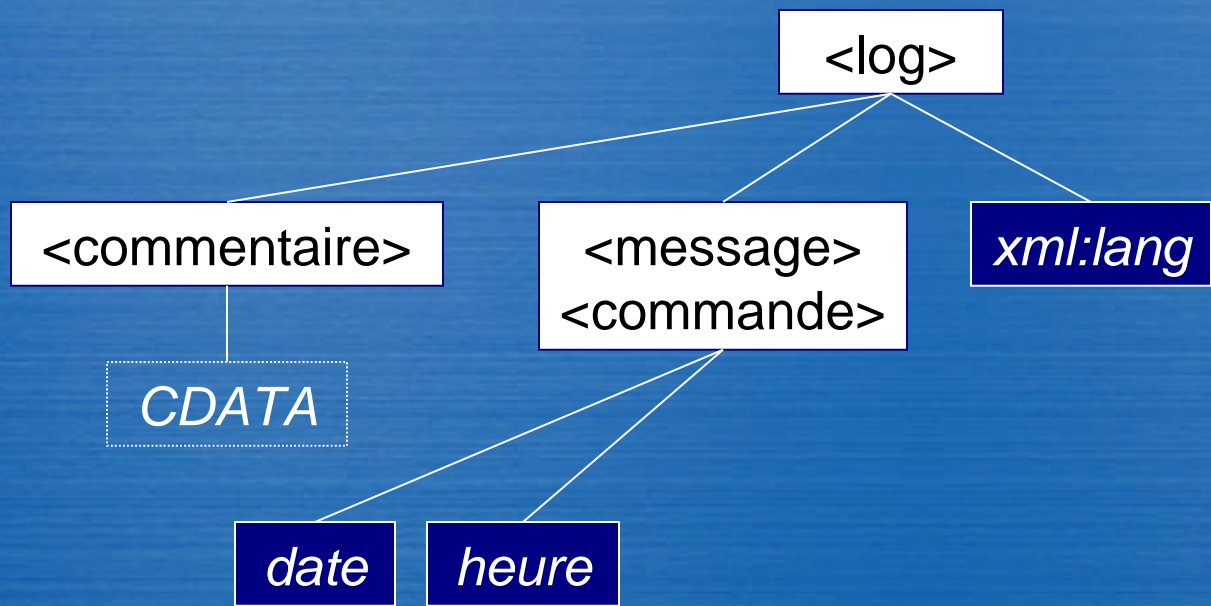 <log>
<commentaire>
<message>
<commande>
xml:lang
CDATA
date
heure